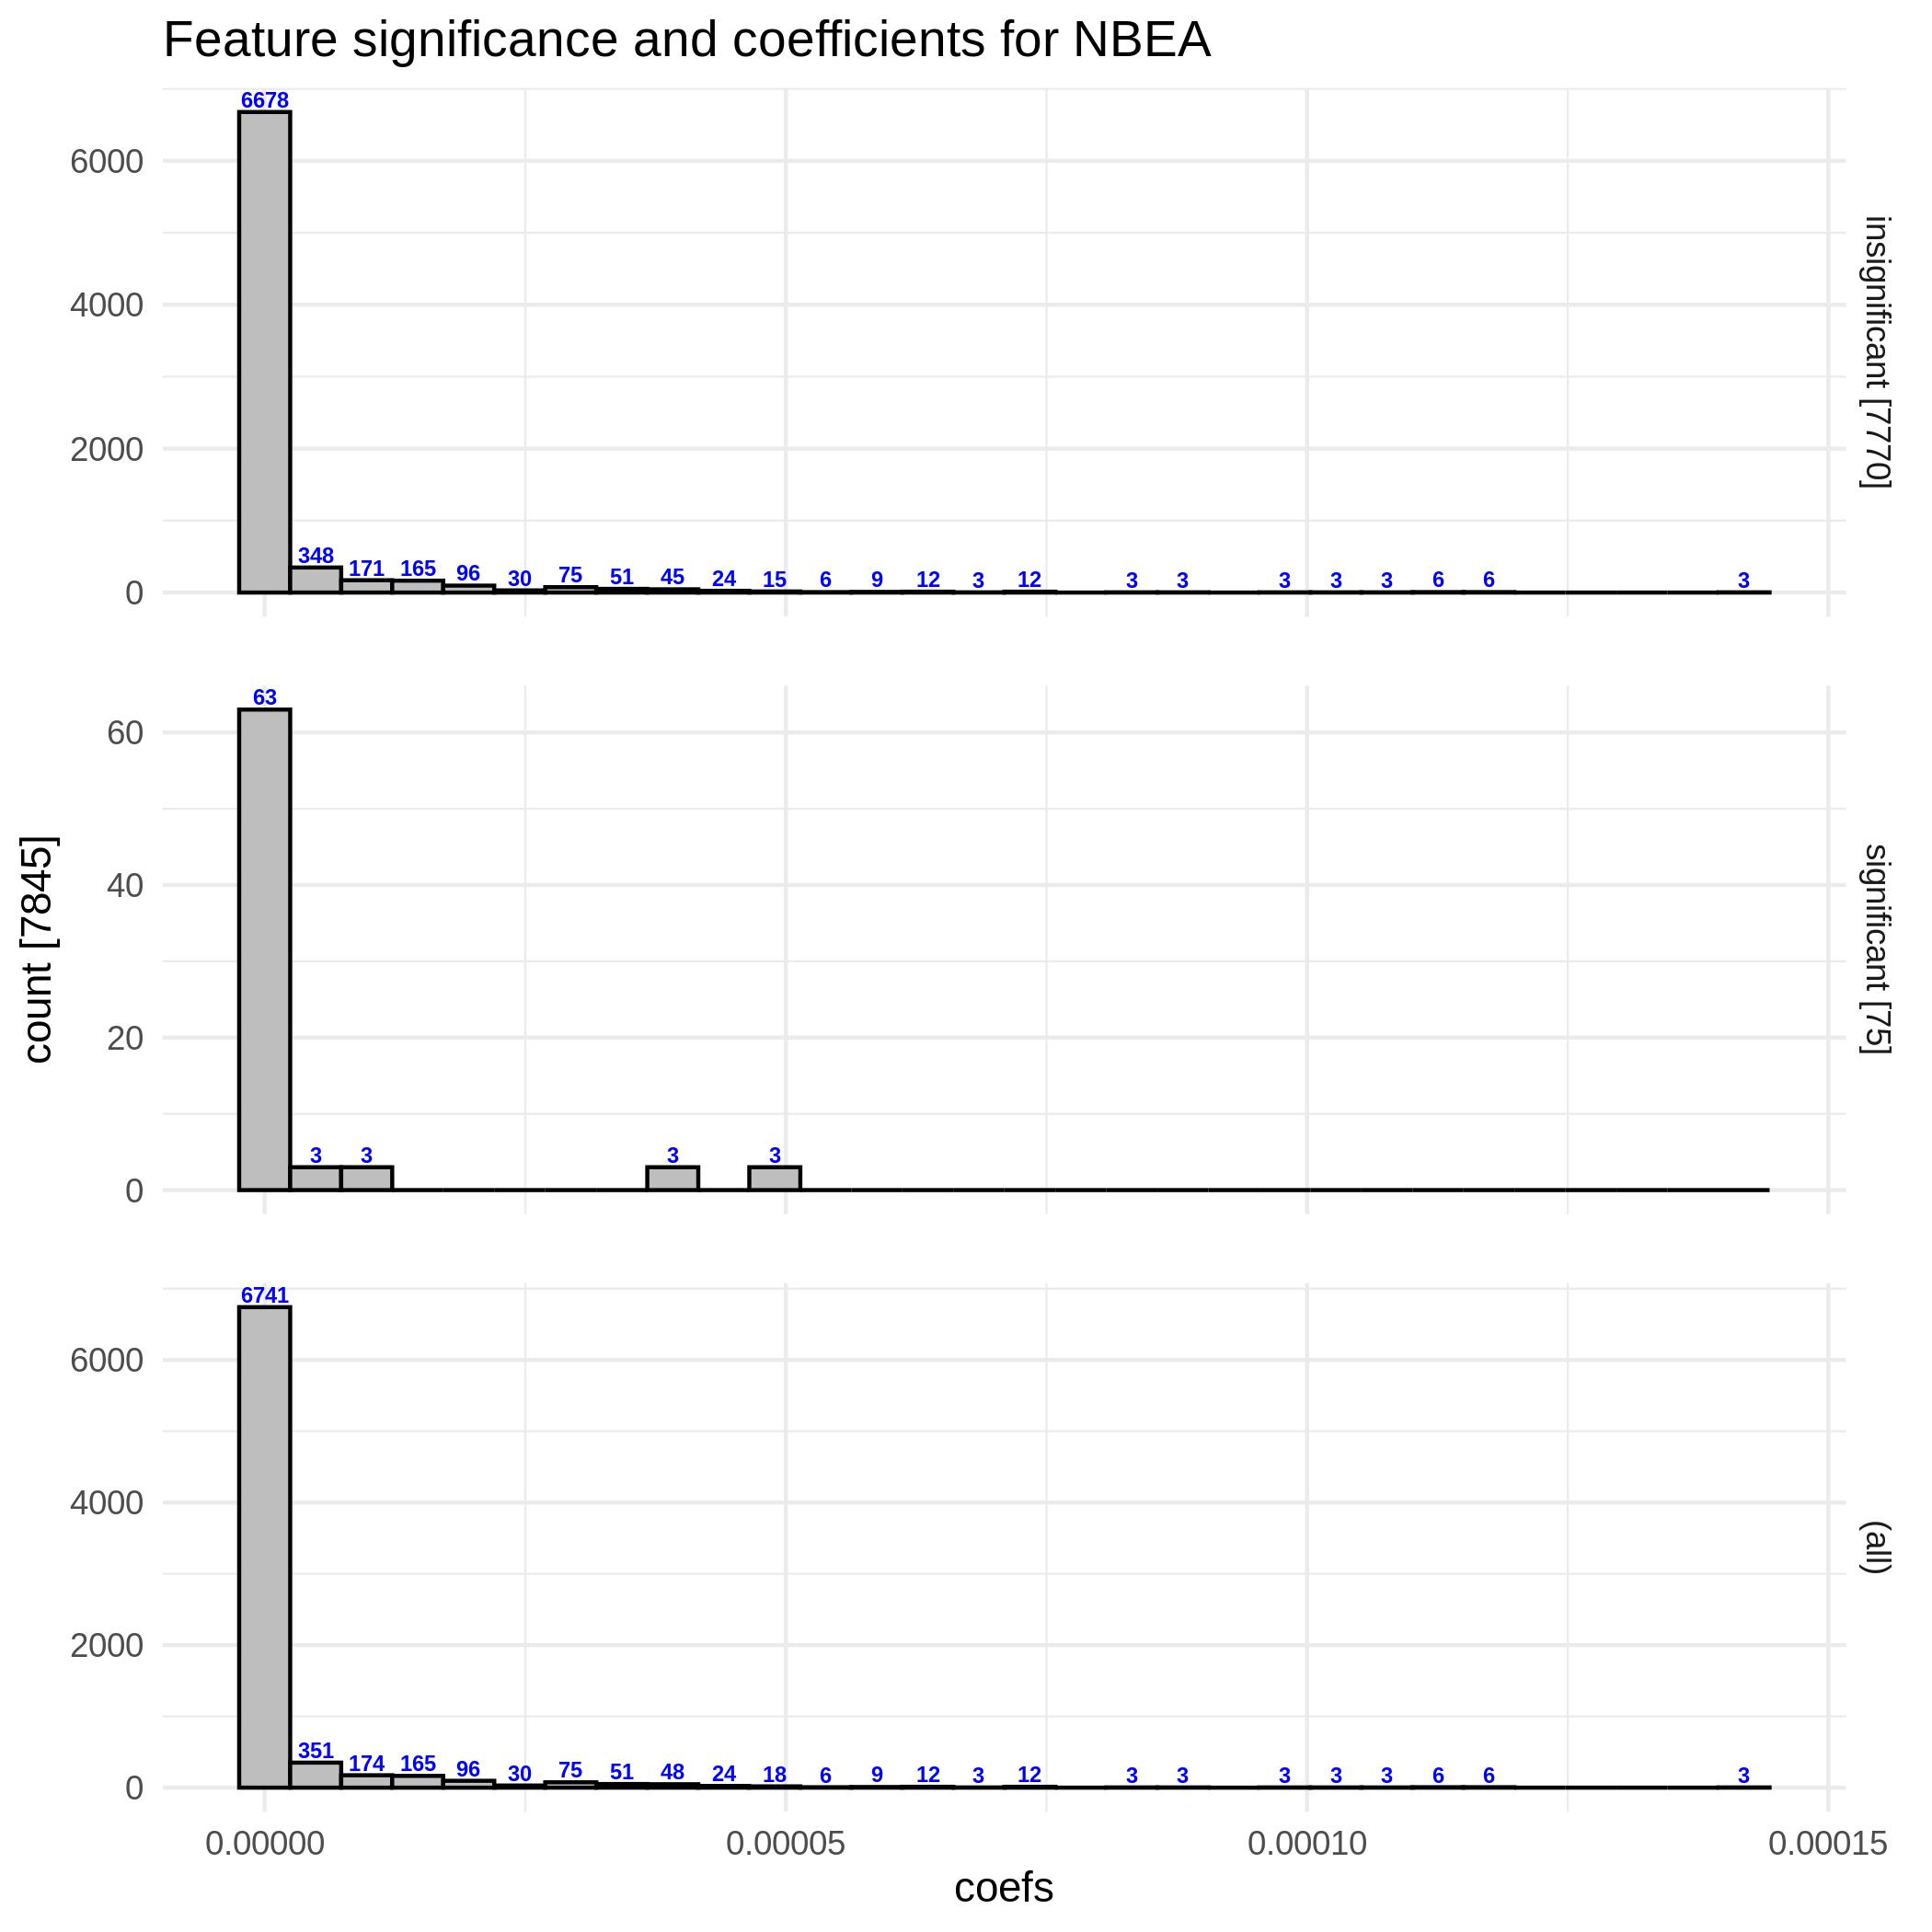 Feature significance and coefficients for NBEA
6678
6000
4000
2000
348 171 165 96 30 75 51 45 24 15 6 9 12 3 12 3 3 3 3 3 6 6 3
0
insignificant [7770]
63
60
40
20
3 3 3 3
0
significant [75]
count [7845]
6741
6000
4000
2000
351 174 165 96 30 75 51 48 24 18 6 9 12 3 12 3 3 3 3 3 6 6 3
0
(all)
0.00000 0.00005 0.00010 0.00015
coefs